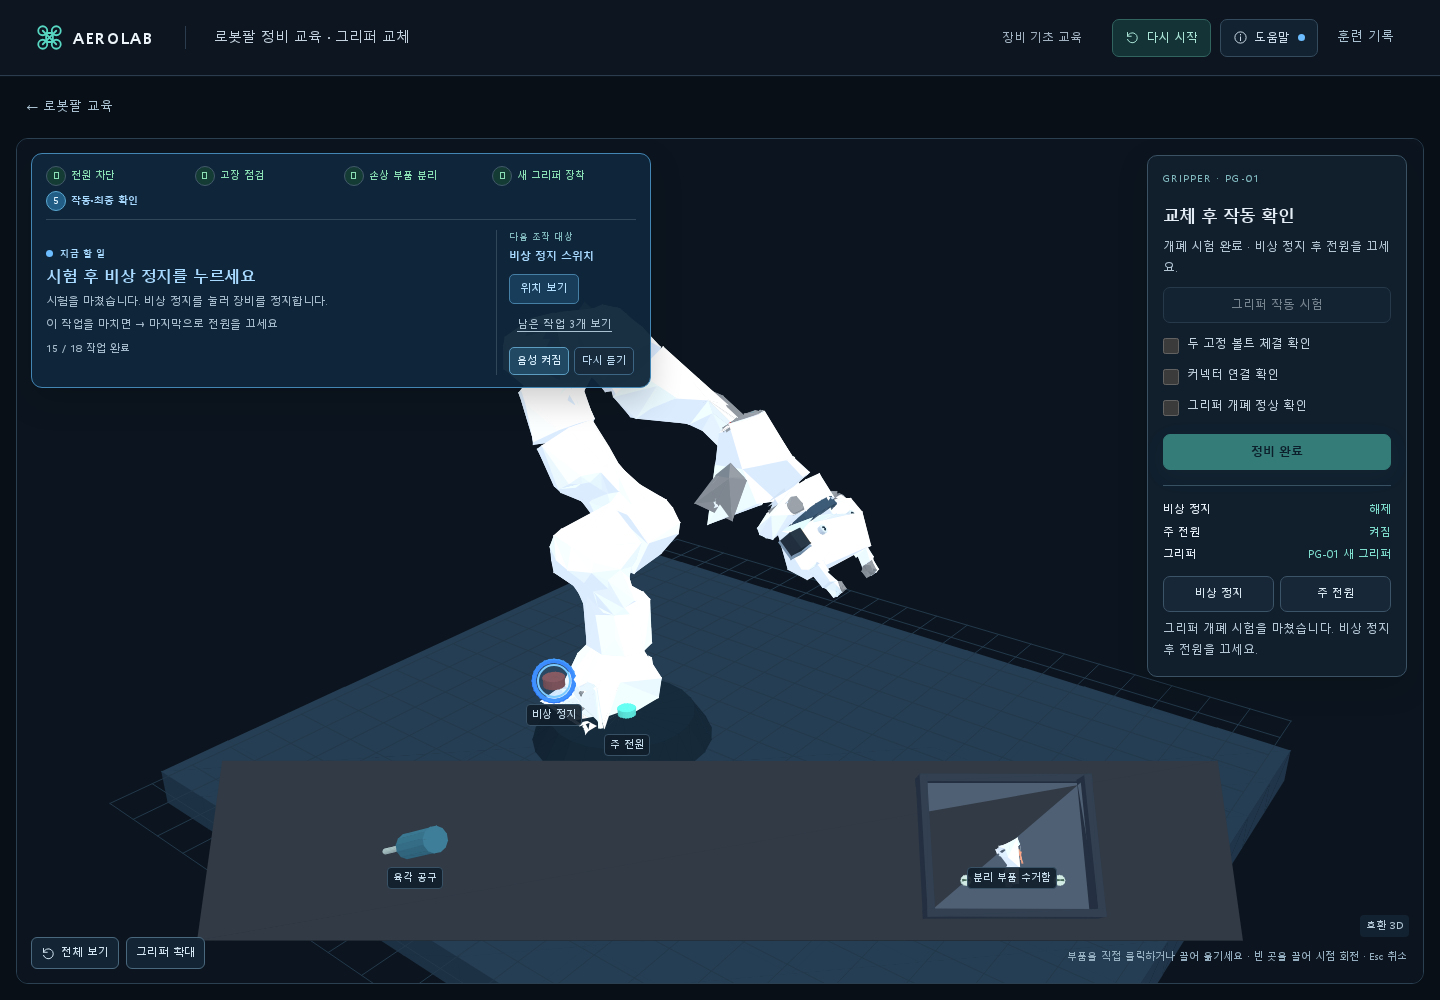 AEROLAB
로봇팔 정비 교육 · 그리퍼 교체
장비 기초 교육
다시 시작
도움말
훈련 기록
← 로봇팔 교육
전원 차단
고장 점검
손상 부품 분리
새 그리퍼 장착
5 작동·최종 확인
지금 할 일
시험 후 비상 정지를 누르세요
시험을 마쳤습니다. 비상 정지를 눌러 장비를 정지합니다.
이 작업을 마치면 → 마지막으로 전원을 끄세요
15 / 18 작업 완료
다음 조작 대상
비상 정지 스위치
위치 보기
남은 작업 3개 보기
음성 켜짐
다시 듣기
GRIPPER · PG-01
교체 후 작동 확인
개폐 시험 완료 · 비상 정지 후 전원을 끄세
요.
그리퍼 작동 시험
두 고정 볼트 체결 확인
커넥터 연결 확인
그리퍼 개폐 정상 확인
정비 완료
비상 정지 해제
주 전원 켜짐
그리퍼 PG-01 새 그리퍼
비상 정지
주 전원
그리퍼 개폐 시험을 마쳤습니다. 비상 정지
후 전원을 끄세요.
비상 정지
주 전원
육각 공구
분리 부품 수거함
전체 보기
그리퍼 확대
호환 3D
부품을 직접 클릭하거나 끌어 옮기세요 · 빈 곳을 끌어 시점 회전 · Esc 취소